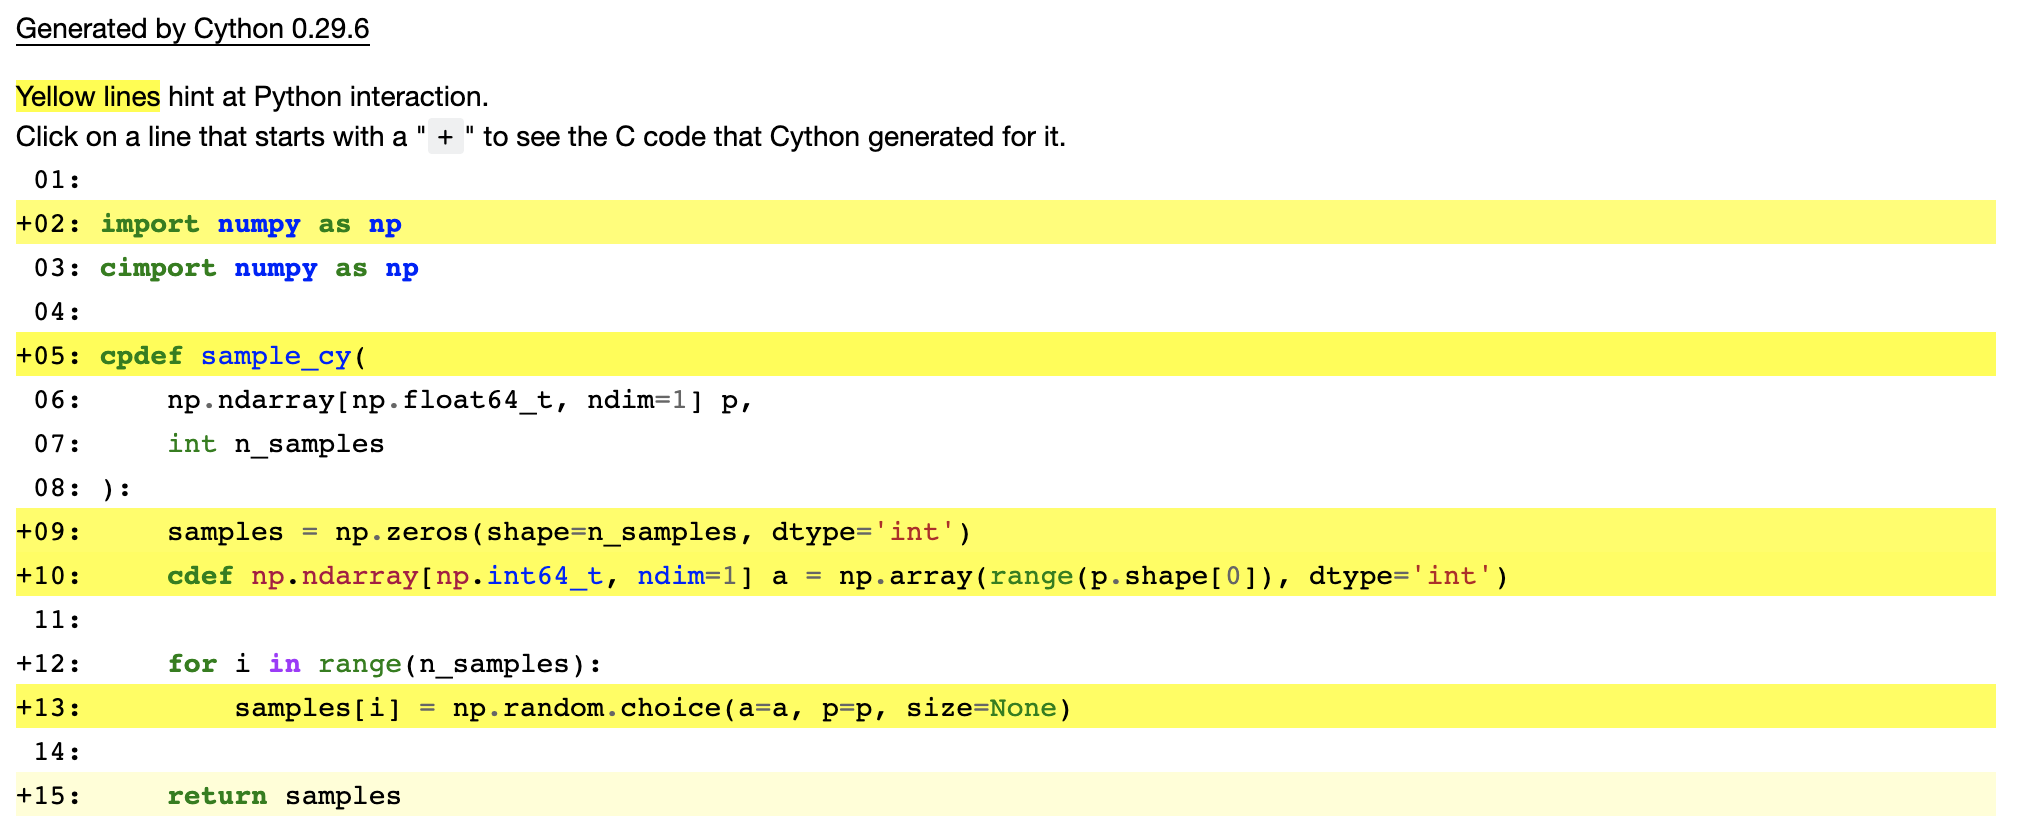 Generated by Cython 0.29.6
Yellow lines hint at Python interaction.
Click on a line that starts with a "+" to see the C code that Cython generated for it.
 01:
+02: import numpy as np
 03: cimport numpy as np
 04:
+05: cpdef sample_cy(
 06:     np.ndarray[np.float64_t, ndim=1] p,
 07:     int n_samples
 08: ):
+09:     samples = np.zeros(shape=n_samples, dtype='int')
+10:     cdef np.ndarray[np.int64_t, ndim=1] a = np.array(range(p.shape[0]), dtype='int')
 11:
+12:     for i in range(n_samples):
+13:         samples[i] = np.random.choice(a=a, p=p, size=None)
 14:
+15:     return samples